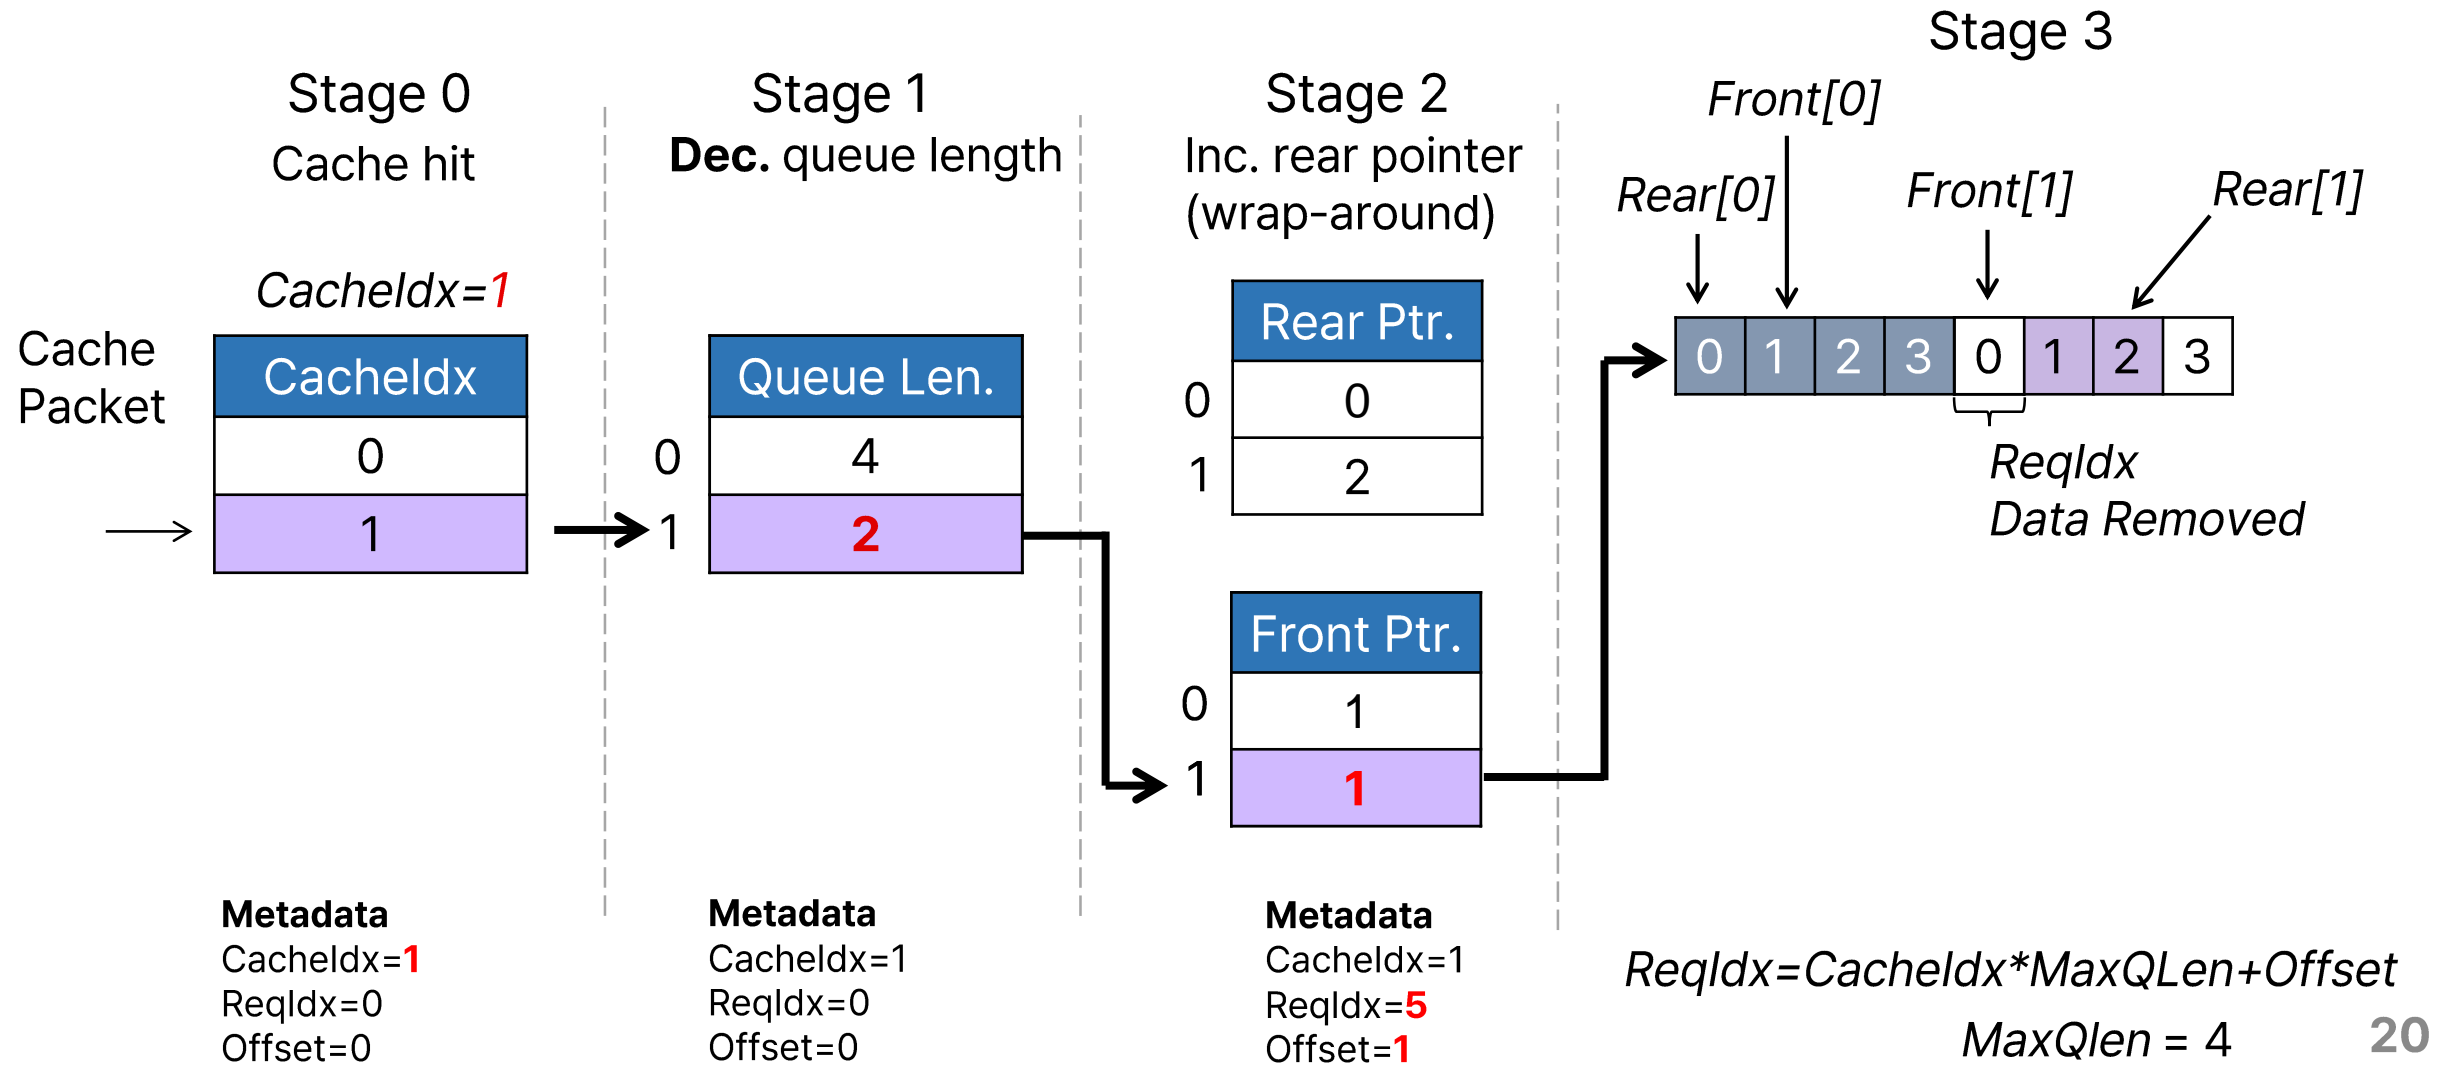 Stage 0
Cache hit
CacheIdx=1
Cache
Packet
CacheIdx
0
1
Metadata
CacheIdx=1
ReqIdx=0
Offset=0
Stage 1
Dec. queue length
Queue Len.
0 4
1 2
Metadata
CacheIdx=1
ReqIdx=0
Offset=0
Stage 2
Inc. rear pointer
(wrap-around)
Rear Ptr.
0 0
1 2
Front Ptr.
0 1
1 1
Metadata
CacheIdx=1
ReqIdx=5
Offset=1
Stage 3
Front[0]
Rear[0] Front[1] Rear[1]
0 1 2 3 0 1 2 3
ReqIdx
Data Removed
ReqIdx=CacheIdx*MaxQLen+Offset
MaxQlen = 4
20